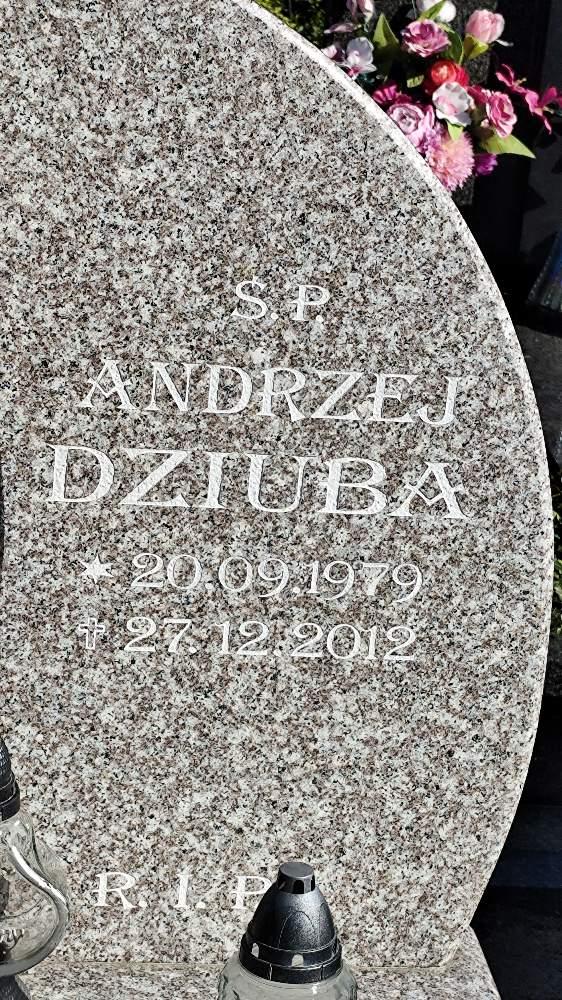 Ś. P.
ANDRZEJ
DZIUBA
★ 20.09.1979
✝ 27.12.2012
R. I. P.